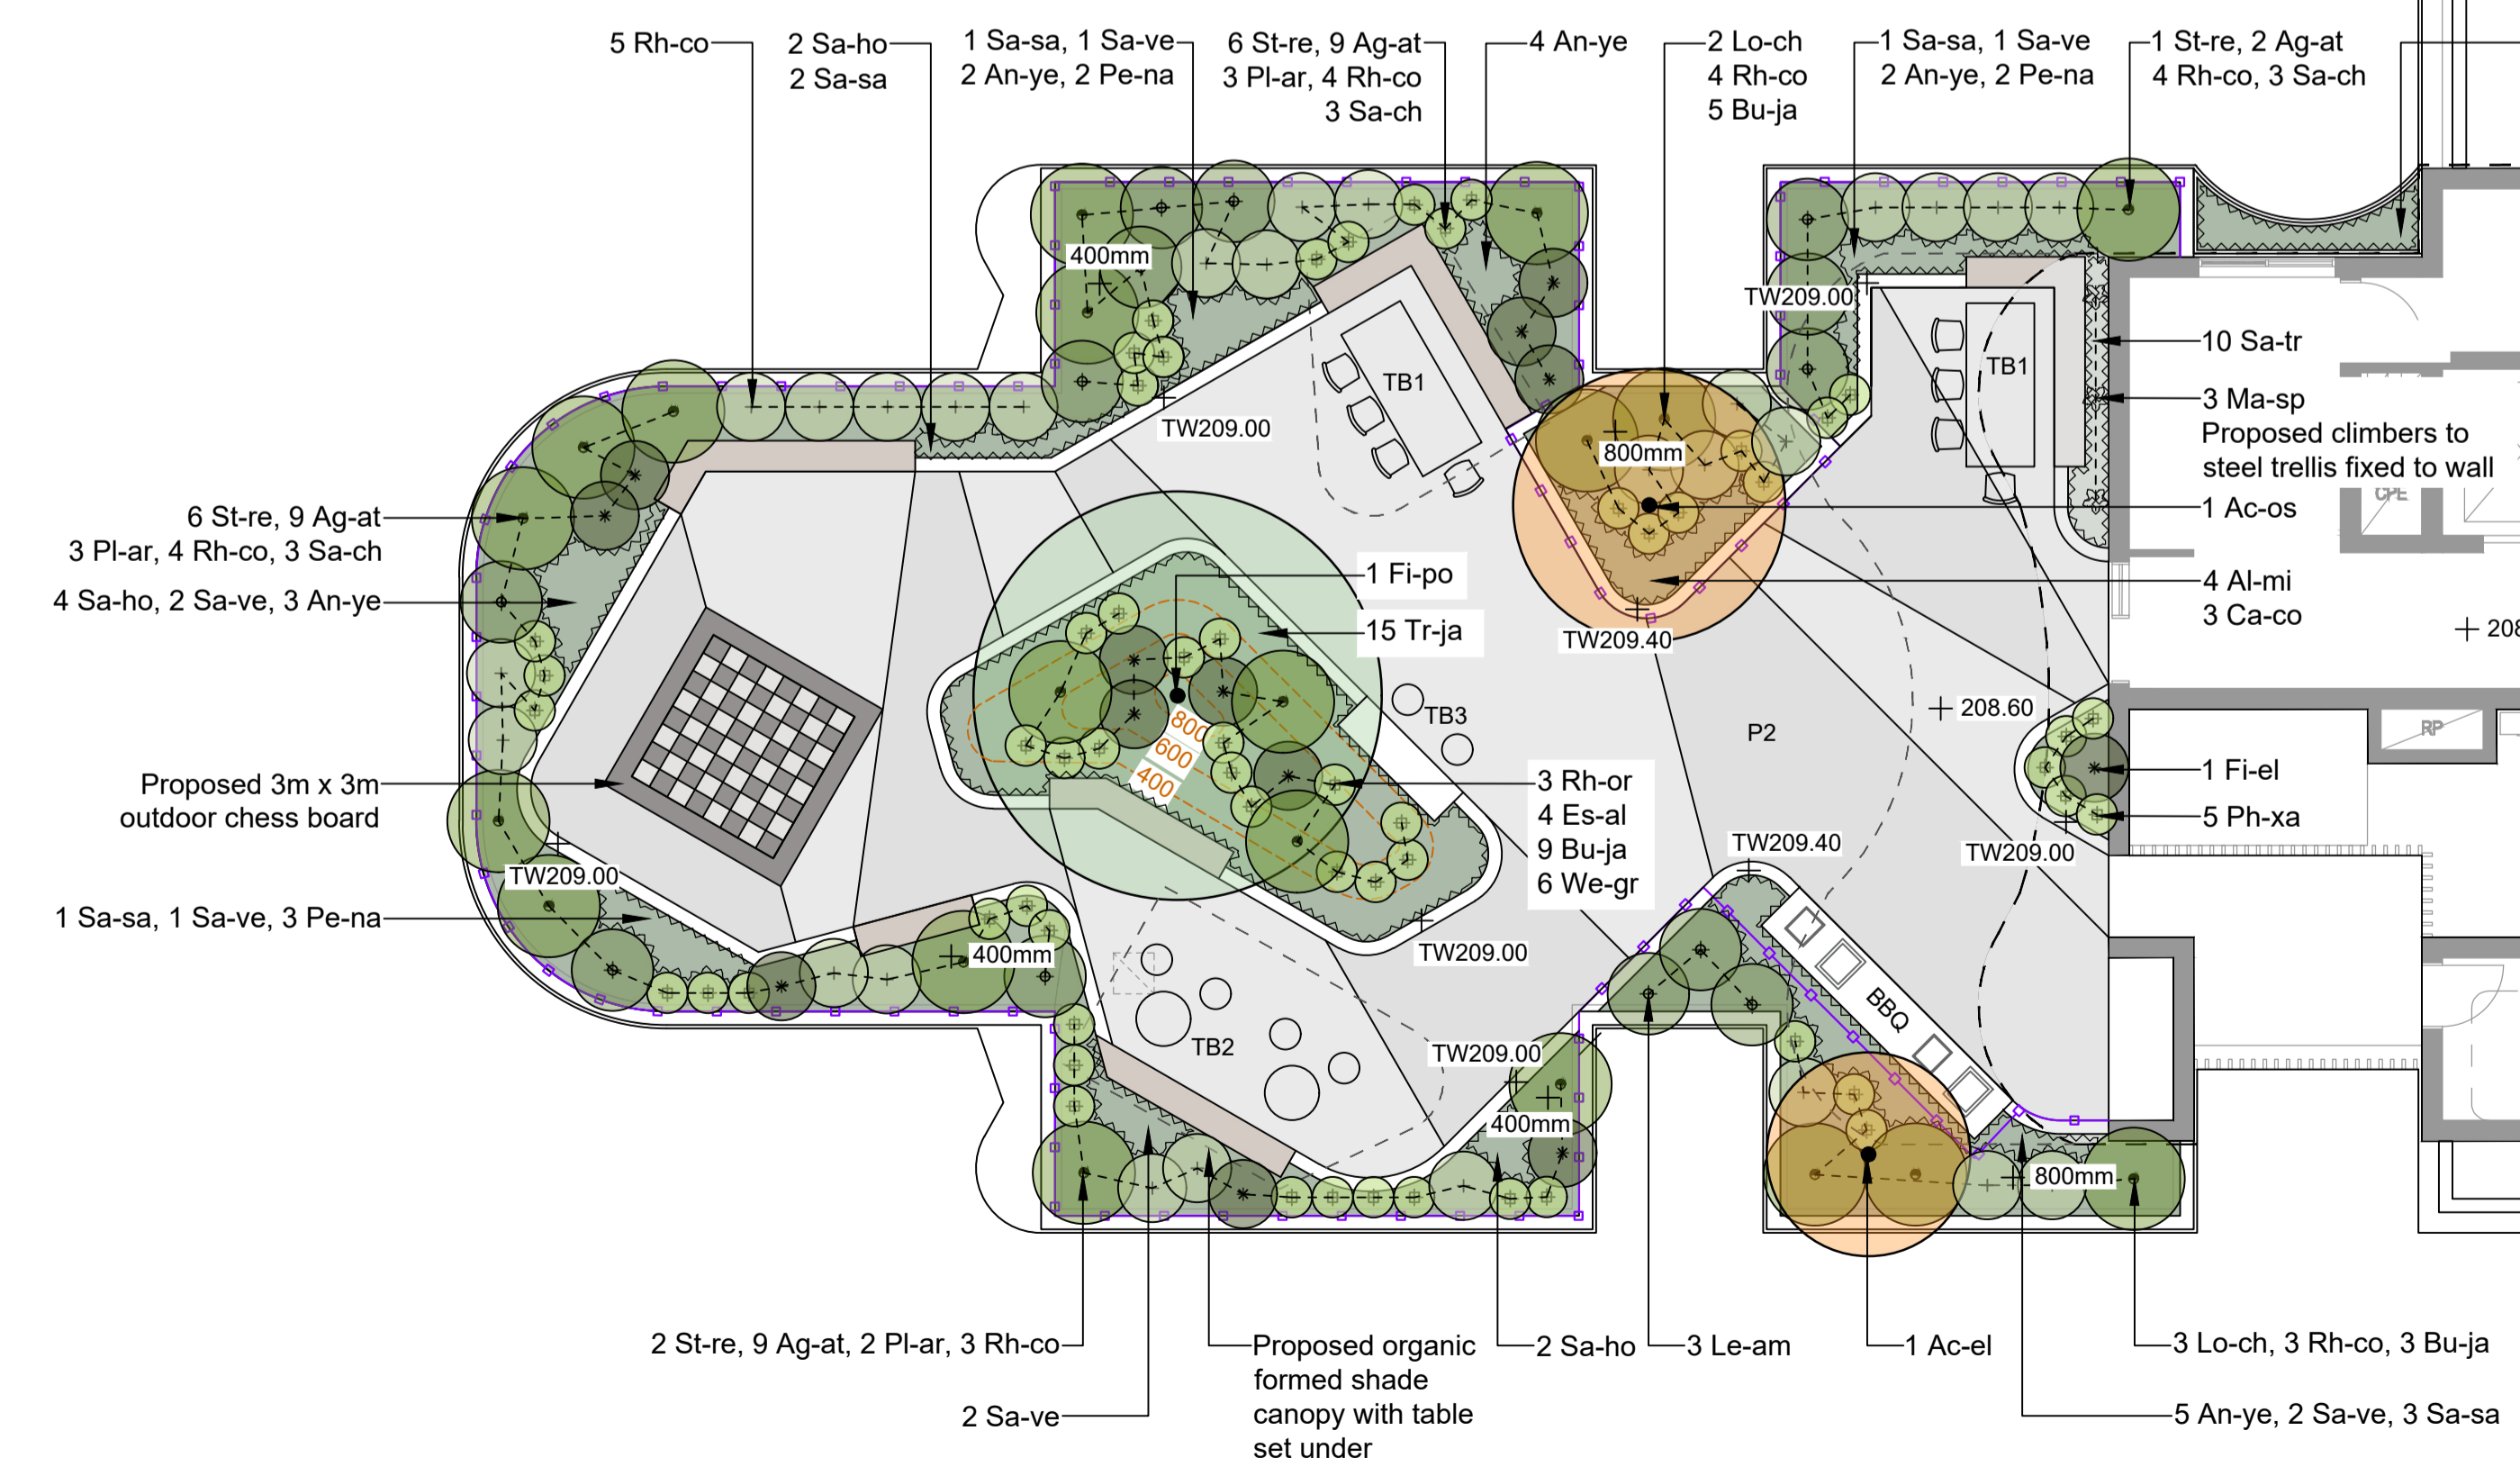 5 Rh-co
2 Sa-ho
2 Sa-sa
1 Sa-sa, 1 Sa-ve
2 An-ye, 2 Pe-na
6 St-re, 9 Ag-at
3 Pl-ar, 4 Rh-co
3 Sa-ch
4 An-ye
2 Lo-ch
4 Rh-co
5 Bu-ja
1 Sa-sa, 1 Sa-ve
2 An-ye, 2 Pe-na
1 St-re, 2 Ag-at
4 Rh-co, 3 Sa-ch
400mm
TW209.00
TB1
TW209.00
800mm
TB1
10 Sa-tr
3 Ma-sp
Proposed climbers to
steel trellis fixed to wall
CPE
1 Ac-os
4 Al-mi
3 Ca-co
208
TW209.40
6 St-re, 9 Ag-at
3 Pl-ar, 4 Rh-co, 3 Sa-ch
4 Sa-ho, 2 Sa-ve, 3 An-ye
1 Fi-po
15 Tr-ja
800
600
400
TB3
P2
208.60
RP
1 Fi-el
5 Ph-xa
TW209.00
Proposed 3m x 3m
outdoor chess board
3 Rh-or
4 Es-al
9 Bu-ja
6 We-gr
TW209.40
TW209.00
1 Sa-sa, 1 Sa-ve, 3 Pe-na
400mm
TW209.00
BBQ
TB2
TW209.00
400mm
800mm
2 St-re, 9 Ag-at, 2 Pl-ar, 3 Rh-co
2 Sa-ve
Proposed organic
formed shade
canopy with table
set under
2 Sa-ho
3 Le-am
1 Ac-el
3 Lo-ch, 3 Rh-co, 3 Bu-ja
5 An-ye, 2 Sa-ve, 3 Sa-sa